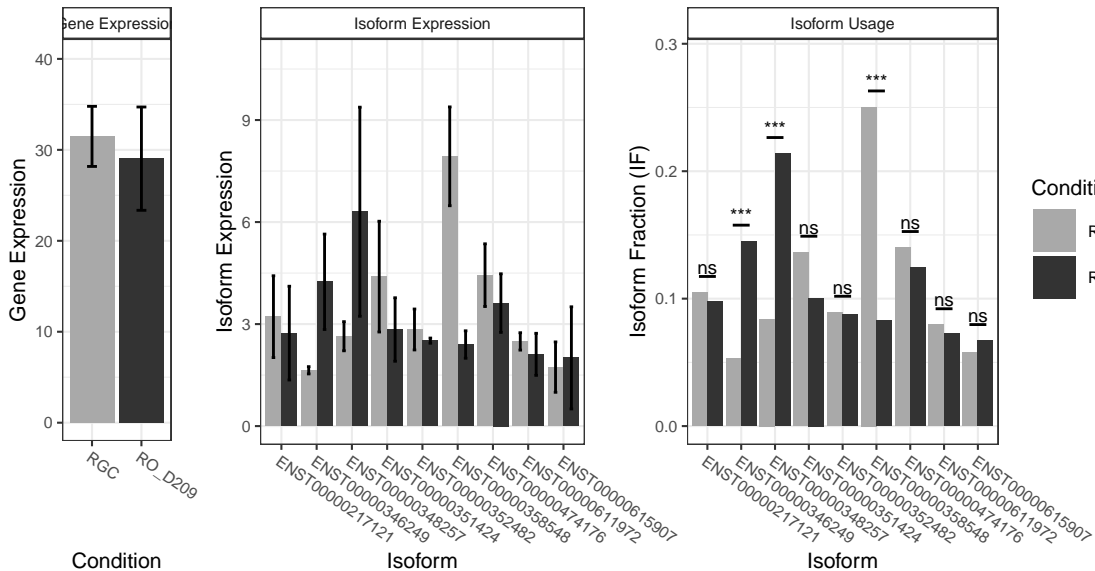 Gene Expression
Isoform Expression
Isoform Usage
Gene Expression
40
30
20
10
0
RGC
RO_D209
Condition
Isoform Expression
9
6
3
0
ENST00000217121
ENST00000346249
ENST00000348257
ENST00000351424
ENST00000352482
ENST00000358548
ENST00000474176
ENST00000611972
ENST00000615907
Isoform
Isoform Fraction (IF)
0.3
0.2
0.1
0.0
ns
***
***
ns
ns
***
ns
ns
ns
ENST00000217121
ENST00000346249
ENST00000348257
ENST00000351424
ENST00000352482
ENST00000358548
ENST00000474176
ENST00000611972
ENST00000615907
Isoform
Conditi
R
R